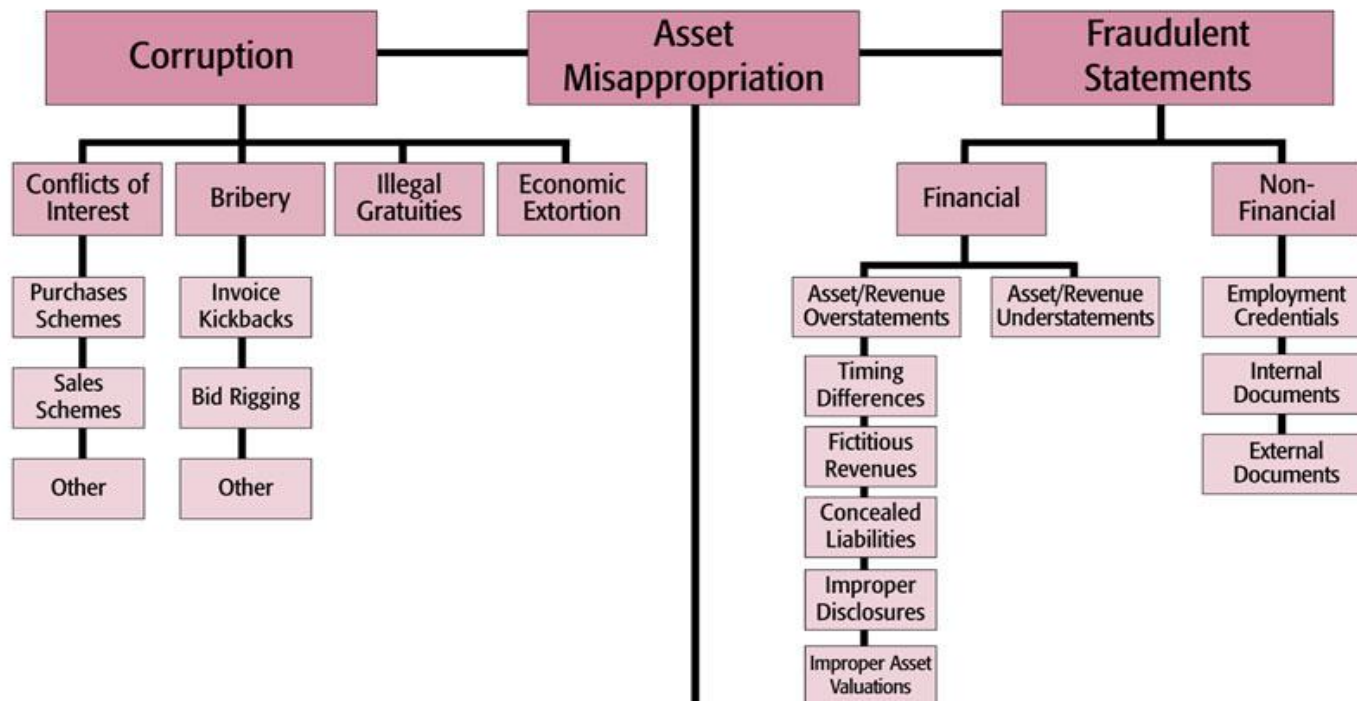 Corruption
Asset
Misappropriation
Fraudulent
Statements
Conflicts of
Interest
Bribery
Illegal
Gratuities
Economic
Extortion
Financial
Non-
Financial
Purchases
Schemes
Invoice
Kickbacks
Asset/Revenue
Overstatements
Asset/Revenue
Understatements
Employment
Credentials
Sales
Schemes
Bid Rigging
Timing
Differences
Internal
Documents
Other
Other
Fictitious
Revenues
External
Documents
Concealed
Liabilities
Improper
Disclosures
Improper Asset
Valuations